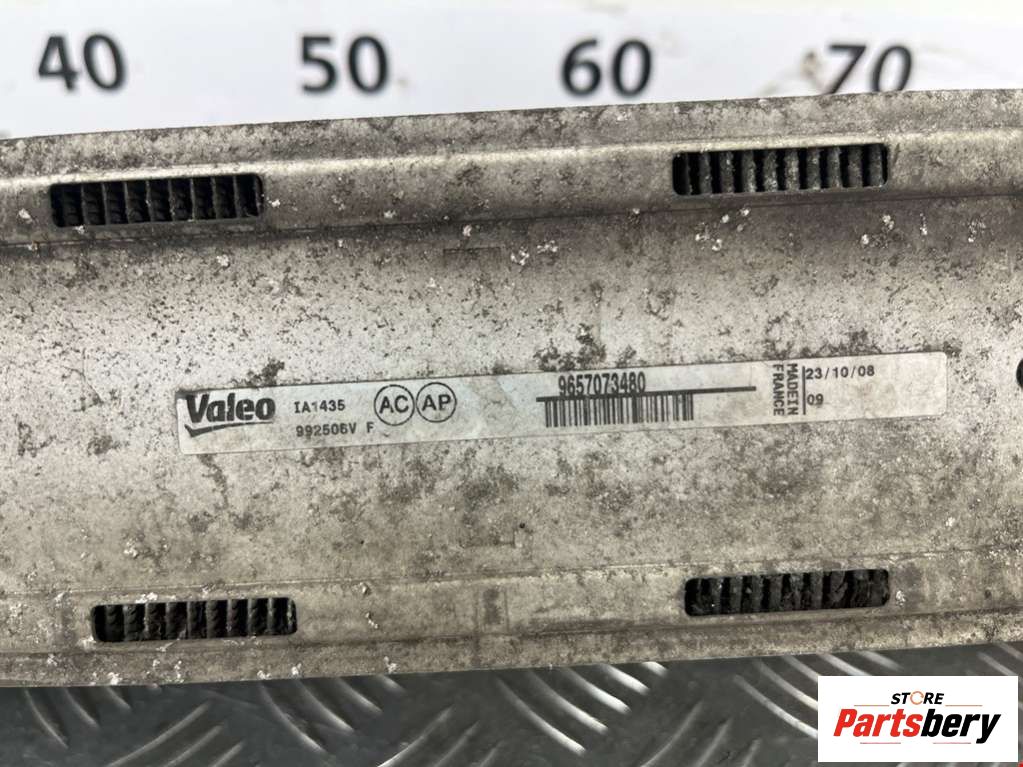 40 50 60 70
Valeo
IA1435
992506V F
AC AP
9657073480
MADE IN
FRANCE
23/10/08
09
STORE
Partsbery